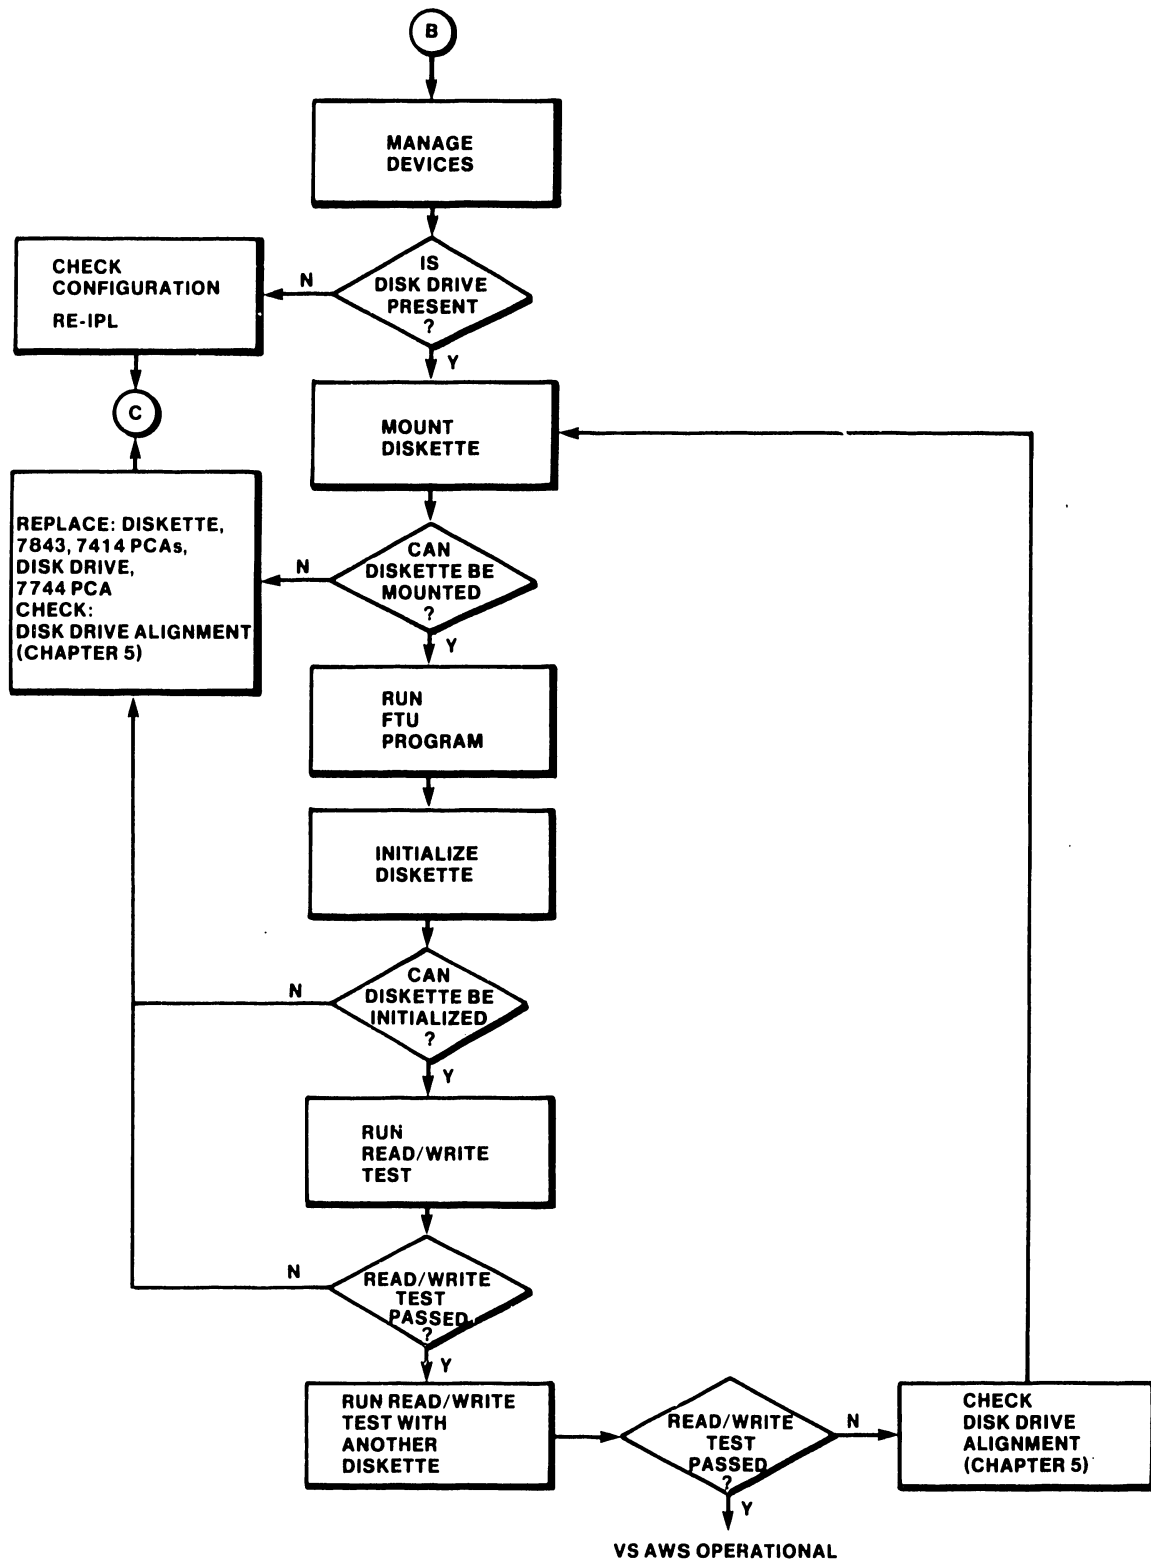 B
MANAGE
DEVICES
IS
DISK DRIVE
PRESENT
?
N
CHECK
CONFIGURATION
RE-IPL
Y
C
MOUNT
DISKETTE
REPLACE: DISKETTE,
7843, 7414 PCAs,
DISK DRIVE,
7744 PCA
CHECK:
DISK DRIVE ALIGNMENT
(CHAPTER 5)
CAN
DISKETTE BE
MOUNTED
?
N
Y
RUN
FTU
PROGRAM
INITIALIZE
DISKETTE
CAN
DISKETTE BE
INITIALIZED
?
N
Y
RUN
READ/WRITE
TEST
N
READ/WRITE
TEST
PASSED
?
Y
RUN READ/WRITE
TEST WITH
ANOTHER
DISKETTE
READ/WRITE
TEST
PASSED
?
N
CHECK
DISK DRIVE
ALIGNMENT
(CHAPTER 5)
Y
VS AWS OPERATIONAL